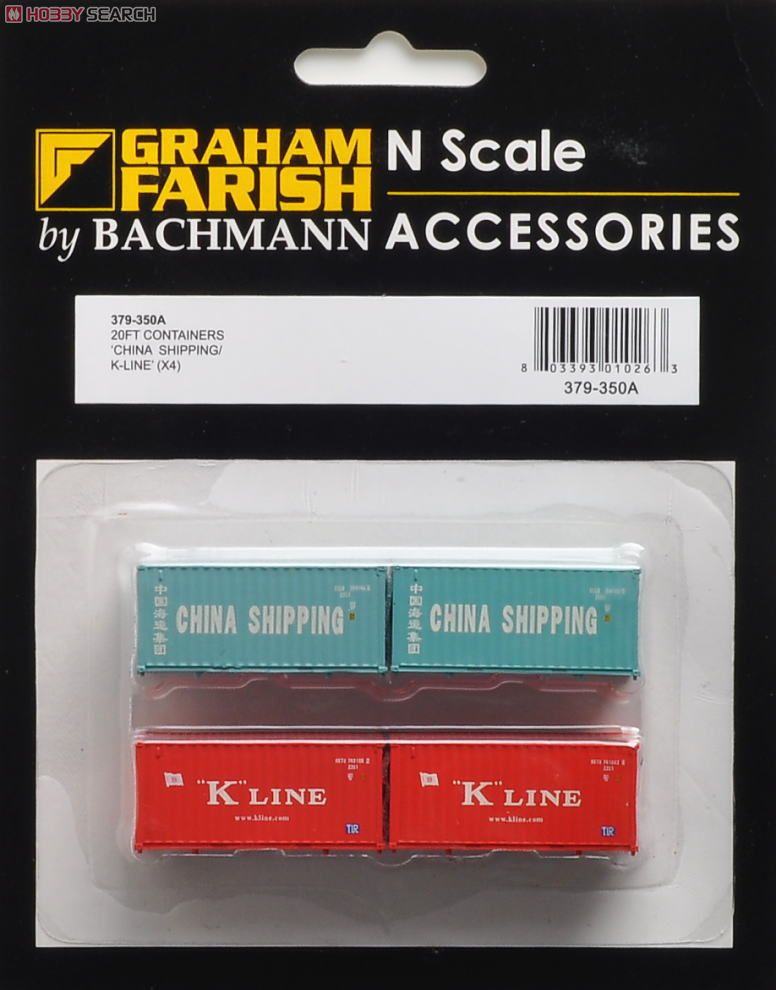 HOBBY SEARCH
GRAHAM
FARISH
by BACHMANN
N Scale
ACCESSORIES
379-350A
20FT CONTAINERS
'CHINA SHIPPING/
K-LINE' (X4)
8 03393 01026 3
379-350A
中国海运集团
CHINA SHIPPING
中国海运集团
CHINA SHIPPING
"K" LINE
www.kline.com
TIR
"K" LINE
www.kline.com
TIR